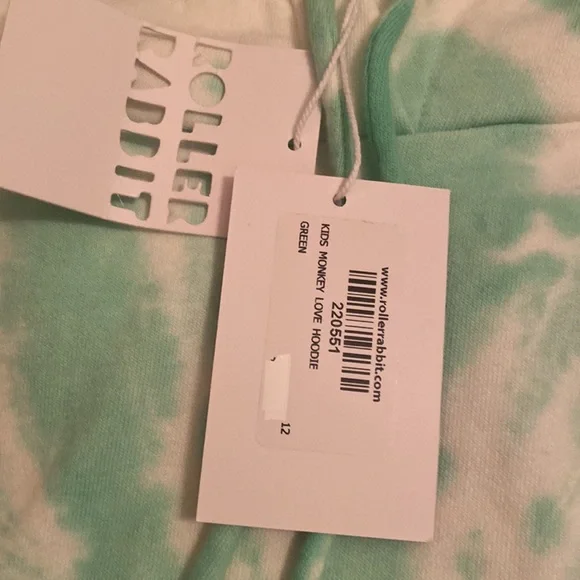 ROLLER
RABBIT
www.rollerrabbit.com
220551
KIDS MONKEY LOVE HOODIE
GREEN
12